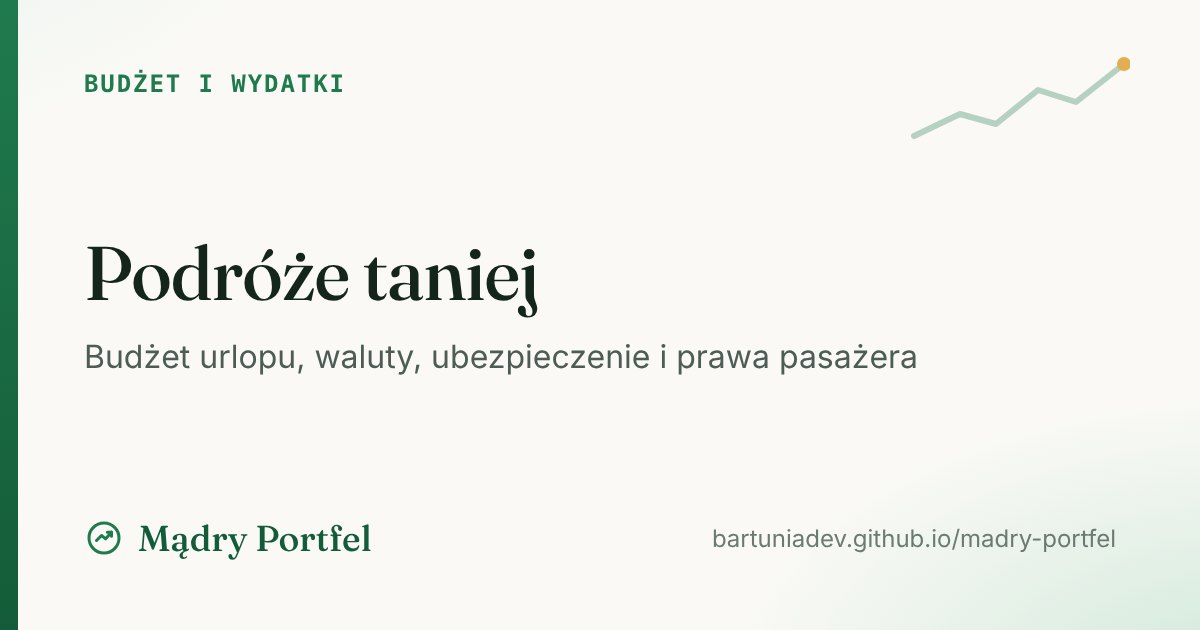 BUDŻET I WYDATKI
Podróże taniej
Budżet urlopu, waluty, ubezpieczenie i prawa pasażera
Mądry Portfel
bartuniadev.github.io/madry-portfel